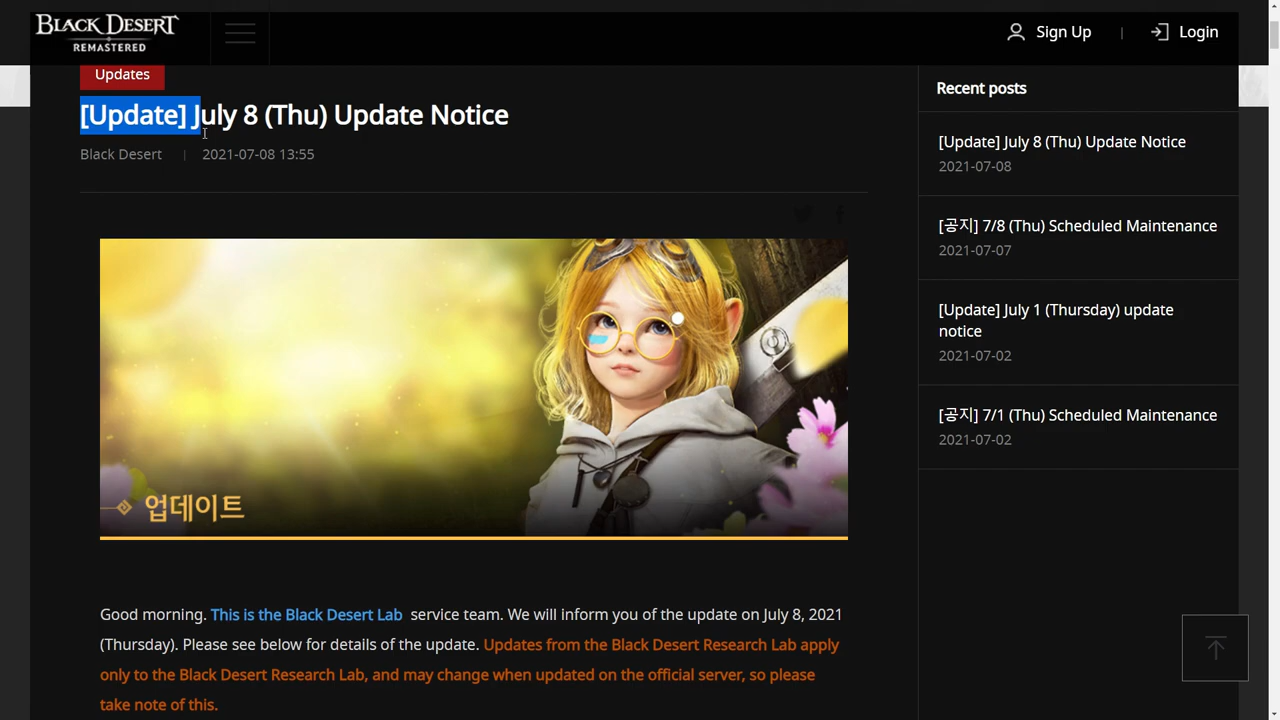 BLACK DESERT
REMASTERED
Sign Up
|
Login
Updates
[Update] July 8 (Thu) Update Notice
Black Desert | 2021-07-08 13:55
업데이트
Good morning. This is the Black Desert Lab service team. We will inform you of the update on July 8, 2021
(Thursday). Please see below for details of the update. Updates from the Black Desert Research Lab apply
only to the Black Desert Research Lab, and may change when updated on the official server, so please
take note of this.
Recent posts
[Update] July 8 (Thu) Update Notice
2021-07-08
[공지] 7/8 (Thu) Scheduled Maintenance
2021-07-07
[Update] July 1 (Thursday) update
notice
2021-07-02
[공지] 7/1 (Thu) Scheduled Maintenance
2021-07-02